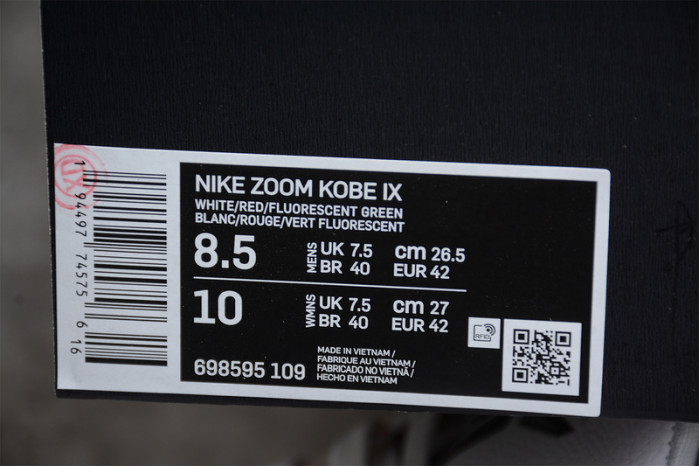 NIKE ZOOM KOBE IX
WHITE/RED/FLUORESCENT GREEN
BLANC/ROUGE/VERT FLUORESCENT
8.5 MENS UK 7.5 cm 26.5
BR 40 EUR 42
10 WMNS UK 7.5 cm 27
BR 40 EUR 42
RFID
698595 109
MADE IN VIETNAM /
FABRIQUE AU VIETNAM /
FABRICADO NO VIETNÃ /
HECHO EN VIETNAM
1 94497 74575 6 16